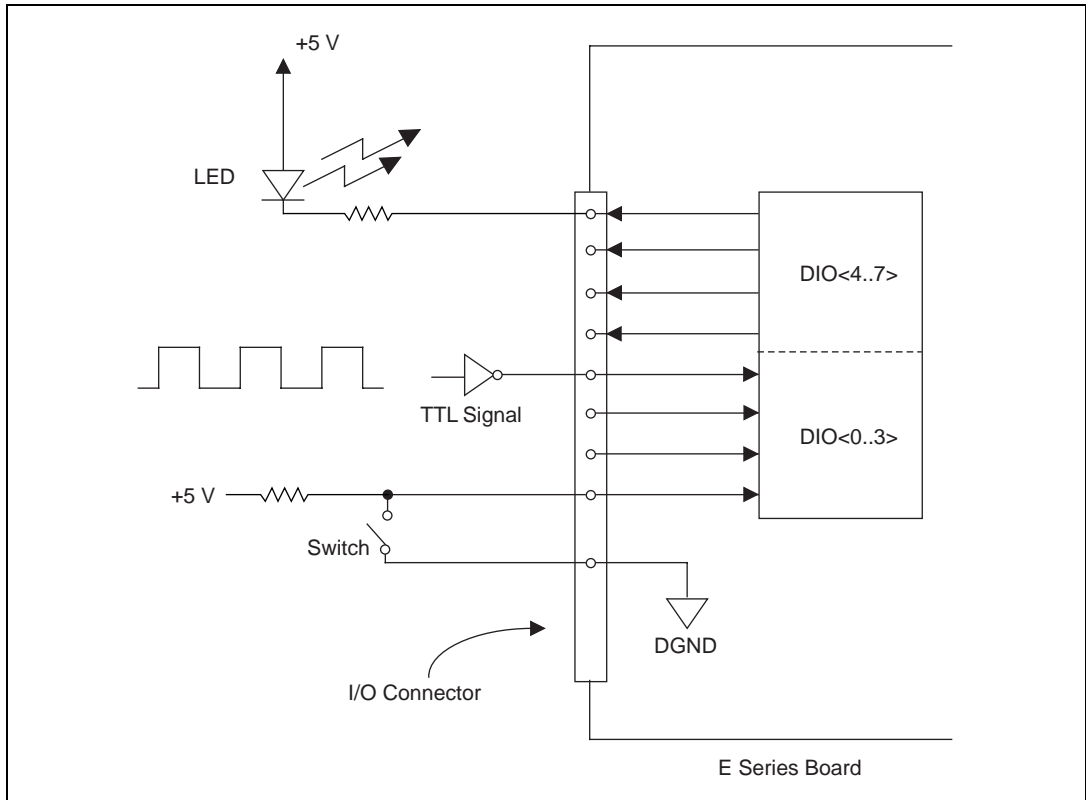 +5 V
LED
DIO<4..7>
TTL Signal
DIO<0..3>
+5 V
Switch
DGND
I/O Connector
E Series Board